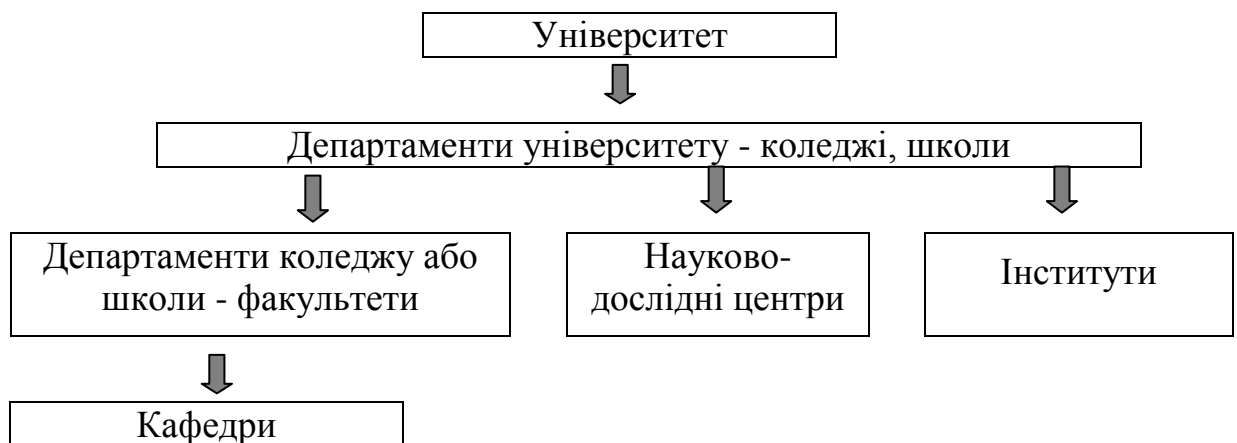 Університет
Департаменти університету - коледжі, школи
Департаменти коледжу або
школи - факультети
Науково-
дослідні центри
Інститути
Кафедри